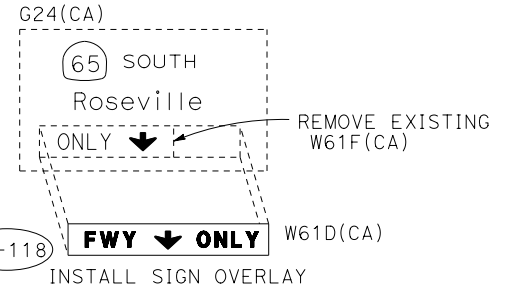 G24(CA)
65 SOUTH
Roseville
ONLY
REMOVE EXISTING
W61F(CA)
FWY ONLY
W61D(CA)
-118
INSTALL SIGN OVERLAY